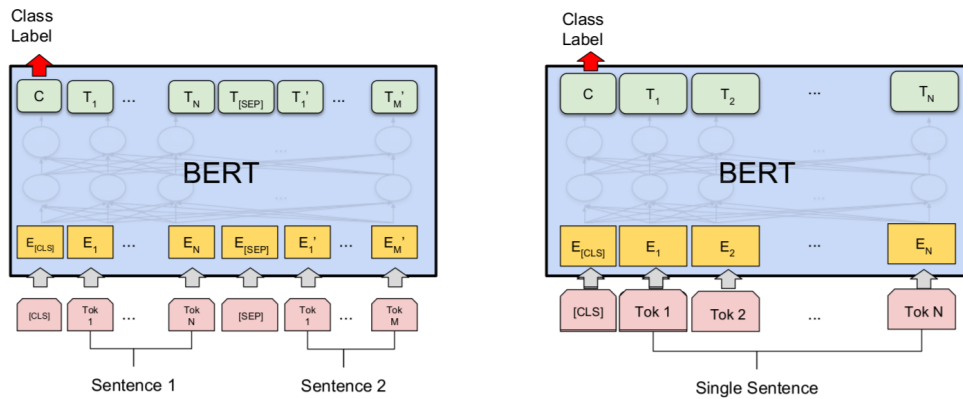 Class
Label
C T1 ... TN T[SEP] T1' ... TM'
...
BERT
...
E[CLS] E1 ... EN E[SEP] E1' ... EM'
[CLS] Tok 1 ... Tok N [SEP] Tok 1 ... Tok M
Sentence 1 Sentence 2
Class
Label
C T1 T2 ... TN
...
BERT
...
E[CLS] E1 E2 ... EN
[CLS] Tok 1 Tok 2 ... Tok N
Single Sentence